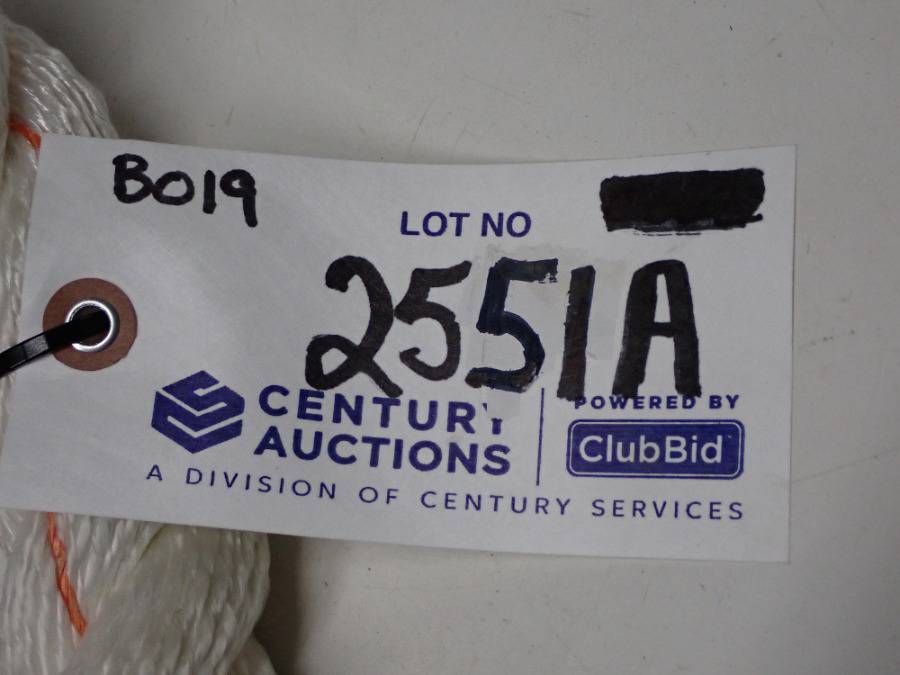 B019
LOT NO
2551A
CENTURY
AUCTIONS
POWERED BY
ClubBid
A DIVISION OF CENTURY SERVICES